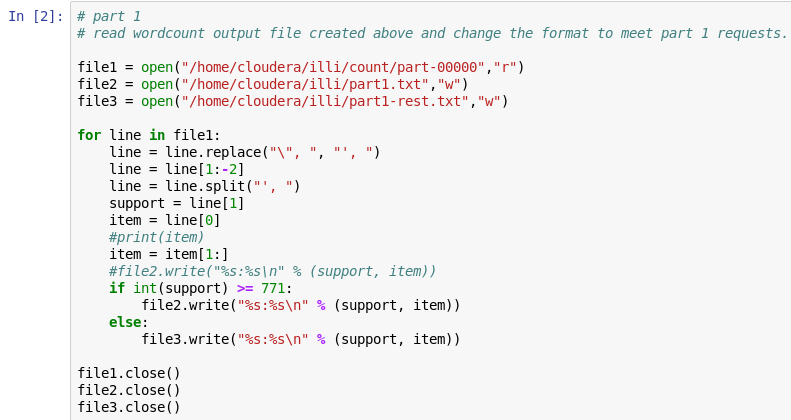 In [2]: # part 1
# read wordcount output file created above and change the format to meet part 1 requests.

file1 = open("/home/cloudera/illi/count/part-00000","r")
file2 = open("/home/cloudera/illi/part1.txt","w")
file3 = open("/home/cloudera/illi/part1-rest.txt","w")

for line in file1:
    line = line.replace("\", ", "', ")
    line = line[1:-2]
    line = line.split("', ")
    support = line[1]
    item = line[0]
    #print(item)
    item = item[1:]
    #file2.write("%s:%s\n" % (support, item))
    if int(support) >= 771:
        file2.write("%s:%s\n" % (support, item))
    else:
        file3.write("%s:%s\n" % (support, item))

file1.close()
file2.close()
file3.close()